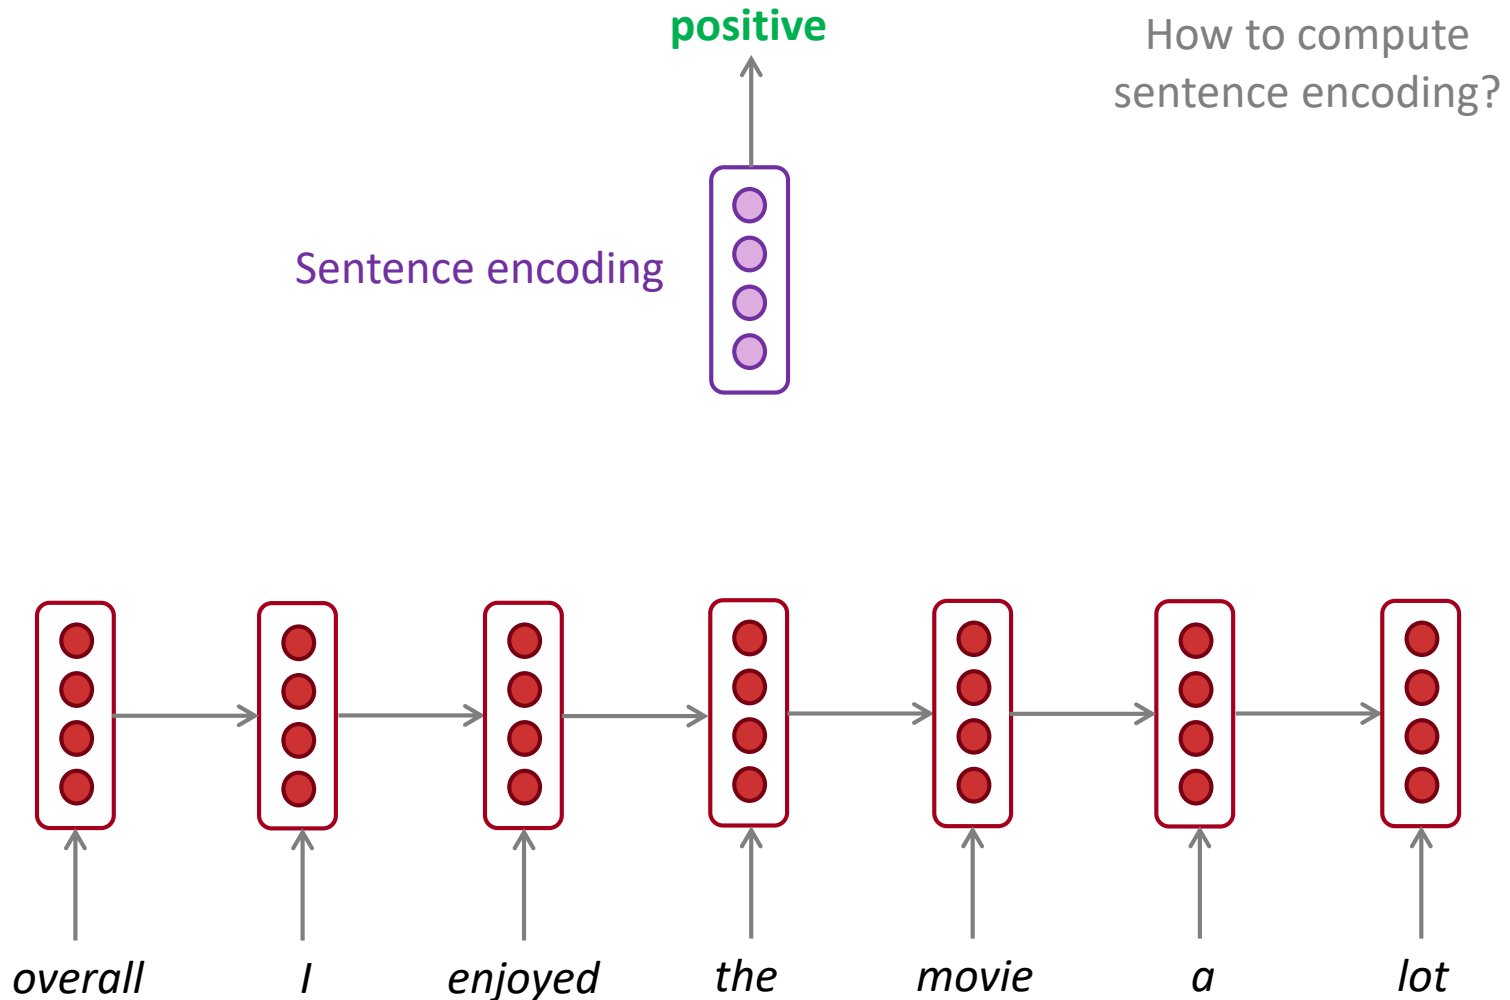 positive
How to compute
sentence encoding?
Sentence encoding
overall I enjoyed the movie a lot